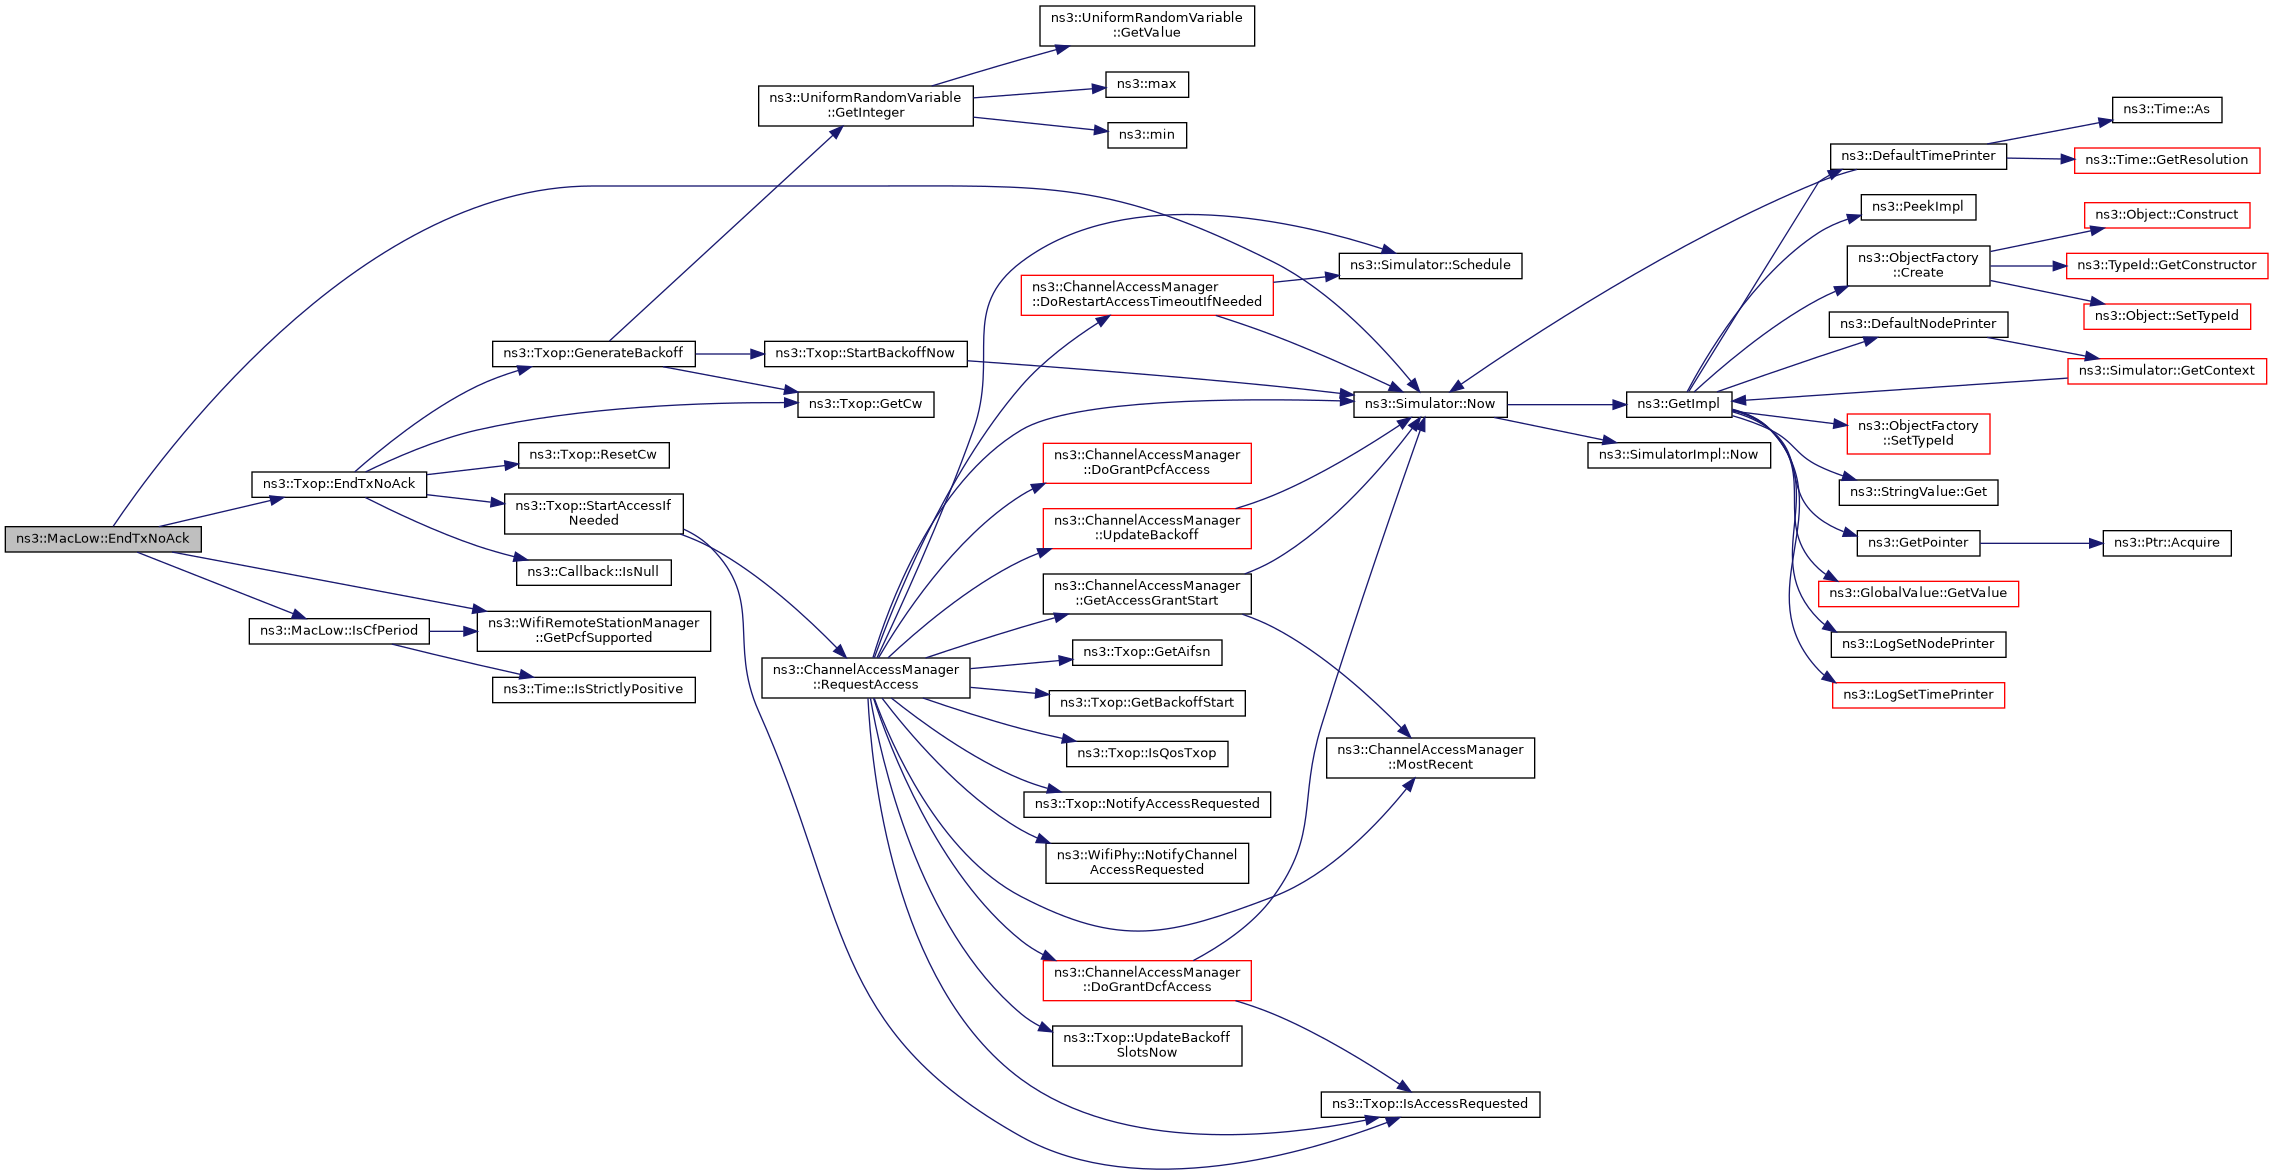 ns3::MacLow::EndTxNoAck
ns3::Txop::EndTxNoAck
ns3::MacLow::IsCfPeriod
ns3::Txop::GenerateBackoff
ns3::Txop::ResetCw
ns3::Txop::StartAccessIf
Needed
ns3::Callback::IsNull
ns3::WifiRemoteStationManager
::GetPcfSupported
ns3::Time::IsStrictlyPositive
ns3::UniformRandomVariable
::GetInteger
ns3::Txop::StartBackoffNow
ns3::Txop::GetCw
ns3::ChannelAccessManager
::RequestAccess
ns3::UniformRandomVariable
::GetValue
ns3::max
ns3::min
ns3::ChannelAccessManager
::DoRestartAccessTimeoutIfNeeded
ns3::ChannelAccessManager
::DoGrantPcfAccess
ns3::ChannelAccessManager
::UpdateBackoff
ns3::ChannelAccessManager
::GetAccessGrantStart
ns3::Txop::GetAifsn
ns3::Txop::GetBackoffStart
ns3::Txop::IsQosTxop
ns3::Txop::NotifyAccessRequested
ns3::WifiPhy::NotifyChannel
AccessRequested
ns3::ChannelAccessManager
::DoGrantDcfAccess
ns3::Txop::UpdateBackoff
SlotsNow
ns3::Simulator::Schedule
ns3::Simulator::Now
ns3::ChannelAccessManager
::MostRecent
ns3::Txop::IsAccessRequested
ns3::GetImpl
ns3::SimulatorImpl::Now
ns3::DefaultTimePrinter
ns3::PeekImpl
ns3::ObjectFactory
::Create
ns3::DefaultNodePrinter
ns3::ObjectFactory
::SetTypeId
ns3::StringValue::Get
ns3::GetPointer
ns3::GlobalValue::GetValue
ns3::LogSetNodePrinter
ns3::LogSetTimePrinter
ns3::Time::As
ns3::Time::GetResolution
ns3::Object::Construct
ns3::TypeId::GetConstructor
ns3::Object::SetTypeId
ns3::Simulator::GetContext
ns3::Ptr::Acquire